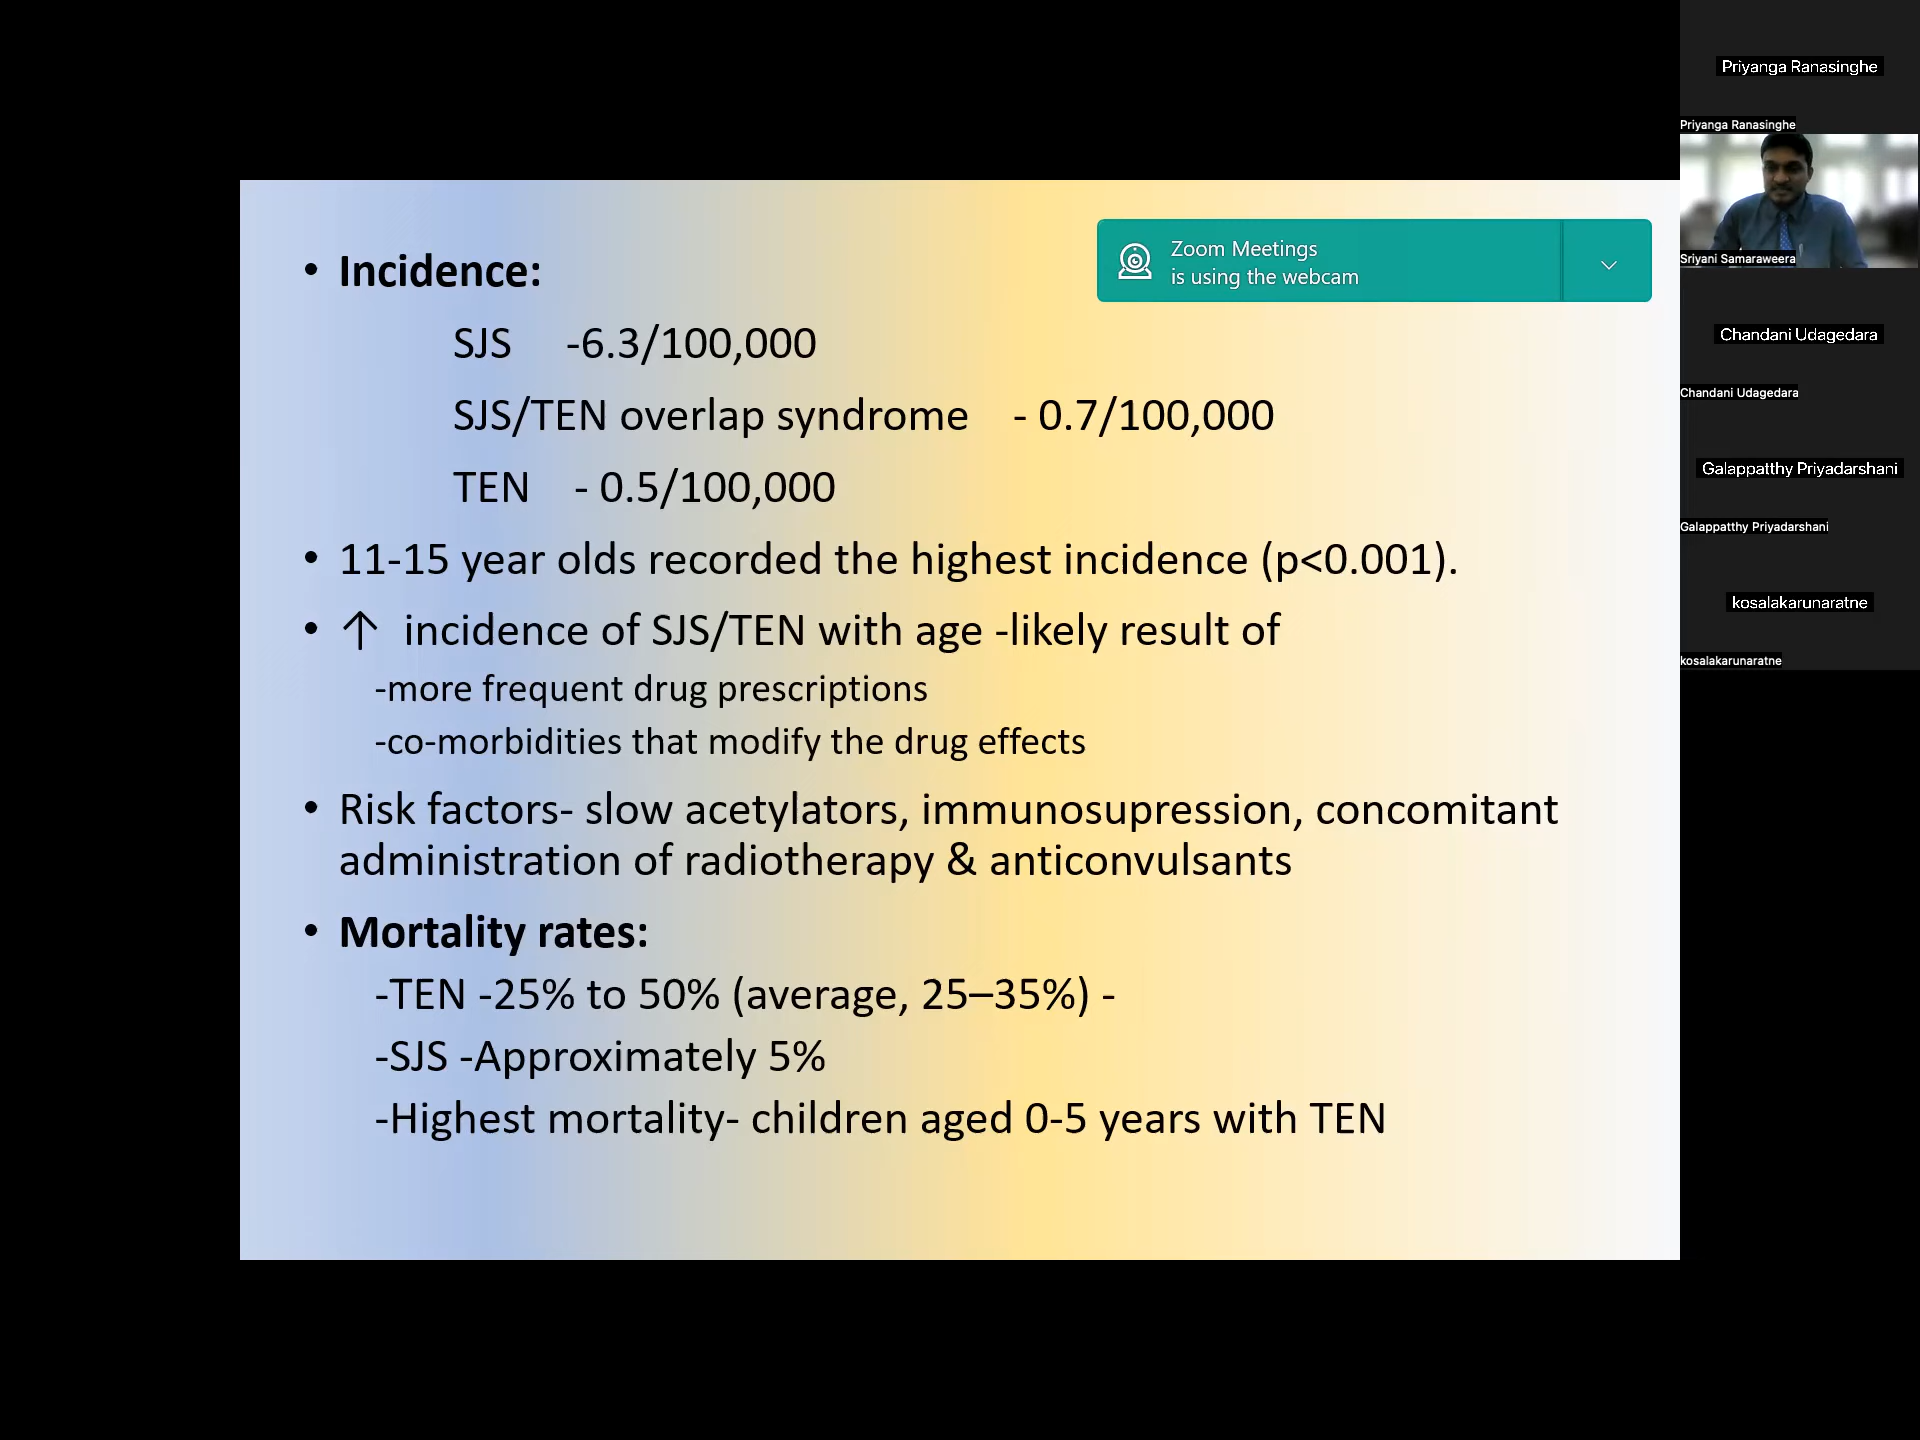 • Incidence:
SJS -6.3/100,000
SJS/TEN overlap syndrome - 0.7/100,000
TEN - 0.5/100,000
• 11-15 year olds recorded the highest incidence (p<0.001).
• ↑ incidence of SJS/TEN with age -likely result of
-more frequent drug prescriptions
-co-morbidities that modify the drug effects
• Risk factors- slow acetylators, immunosupression, concomitant
administration of radiotherapy & anticonvulsants
• Mortality rates:
-TEN -25% to 50% (average, 25–35%) -
-SJS -Approximately 5%
-Highest mortality- children aged 0-5 years with TEN
Zoom Meetings
is using the webcam
Priyanga Ranasinghe
Priyanga Ranasinghe
Sriyani Samaraweera
Chandani Udagedara
Chandani Udagedara
Galappatthy Priyadarshani
Galappatthy Priyadarshani
kosalakarunaratne
kosalakarunaratne